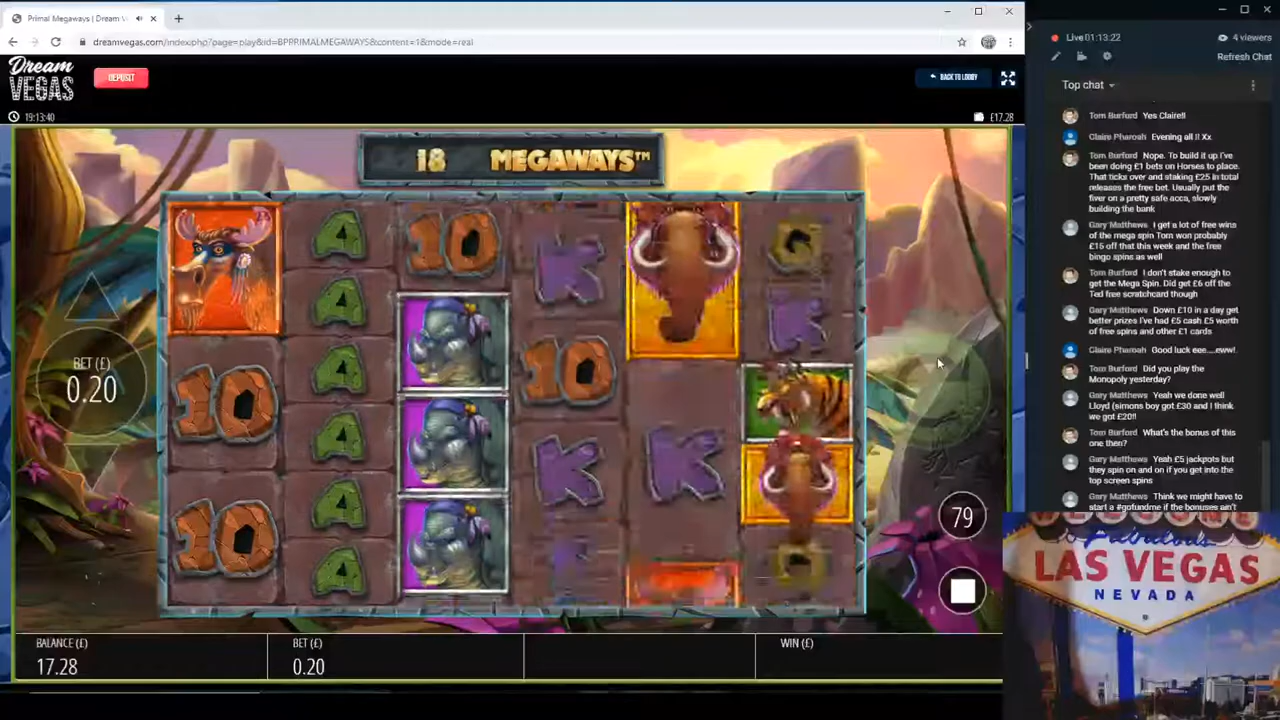 Primal Megaways | Dream V
dreamvegas.com/index.php?page=play&id=BPPRIMALMEGAWAYS&content=1&mode=real
Dream
VEGAS
DEPOSIT
BACK TO LOBBY
19:13:40
£17.28
18 MEGAWAYS™
A 10 K Q
A K
10 10
A K K
A
10 A
A Q
BET (£)
0.20
79
BALANCE (£)
17.28
BET (£)
0.20
WIN (£)
Live 01:13:22
4 viewers
Refresh Chat
Top chat
Tom Burford Yes Claire!!
Claire Pharoah Evening all !! Xx
Tom Burford Nope. To build it up I've
been doing £1 bets on Horses to place.
That ticks over and staking £25 in total
releases the free bet. Usually put the
fiver on a pretty safe acca, slowly
building the bank
Gary Matthews I get a lot of free wins
of the mega spin Tom won probably
£15 off that this week and the free
bingo spins as well
Tom Burford I don't stake enough to
get the Mega Spin. Did get £6 off the
Ted free scratchcard though
Gary Matthews Down £10 in a day get
better prizes I've had £5 cash £5 worth
of free spins and other £1 cards
Claire Pharoah Good luck eee....eww!
Tom Burford Did you play the
Monopoly yesterday?
Gary Matthews Yeah we done well
Lloyd (simons boy got £30 and I think
we got £20!!
Tom Burford What's the bonus of this
one then?
Gary Matthews Yeah £5 jackpots but
they spin on and on if you get into the
top screen spins
Gary Matthews Think we might have to
start a #gofundme if the bonuses ain't
WELCOME
to Fabulous
LAS VEGAS
NEVADA